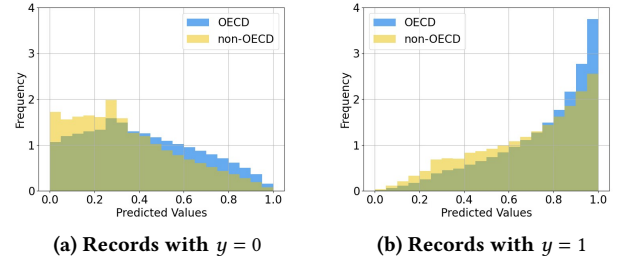 4
3
2
1
0
Frequency
OECD
non-OECD
0.0 0.2 0.4 0.6 0.8 1.0
Predicted Values
(a) Records with y = 0
4
3
2
1
0
Frequency
OECD
non-OECD
0.0 0.2 0.4 0.6 0.8 1.0
Predicted Values
(b) Records with y = 1